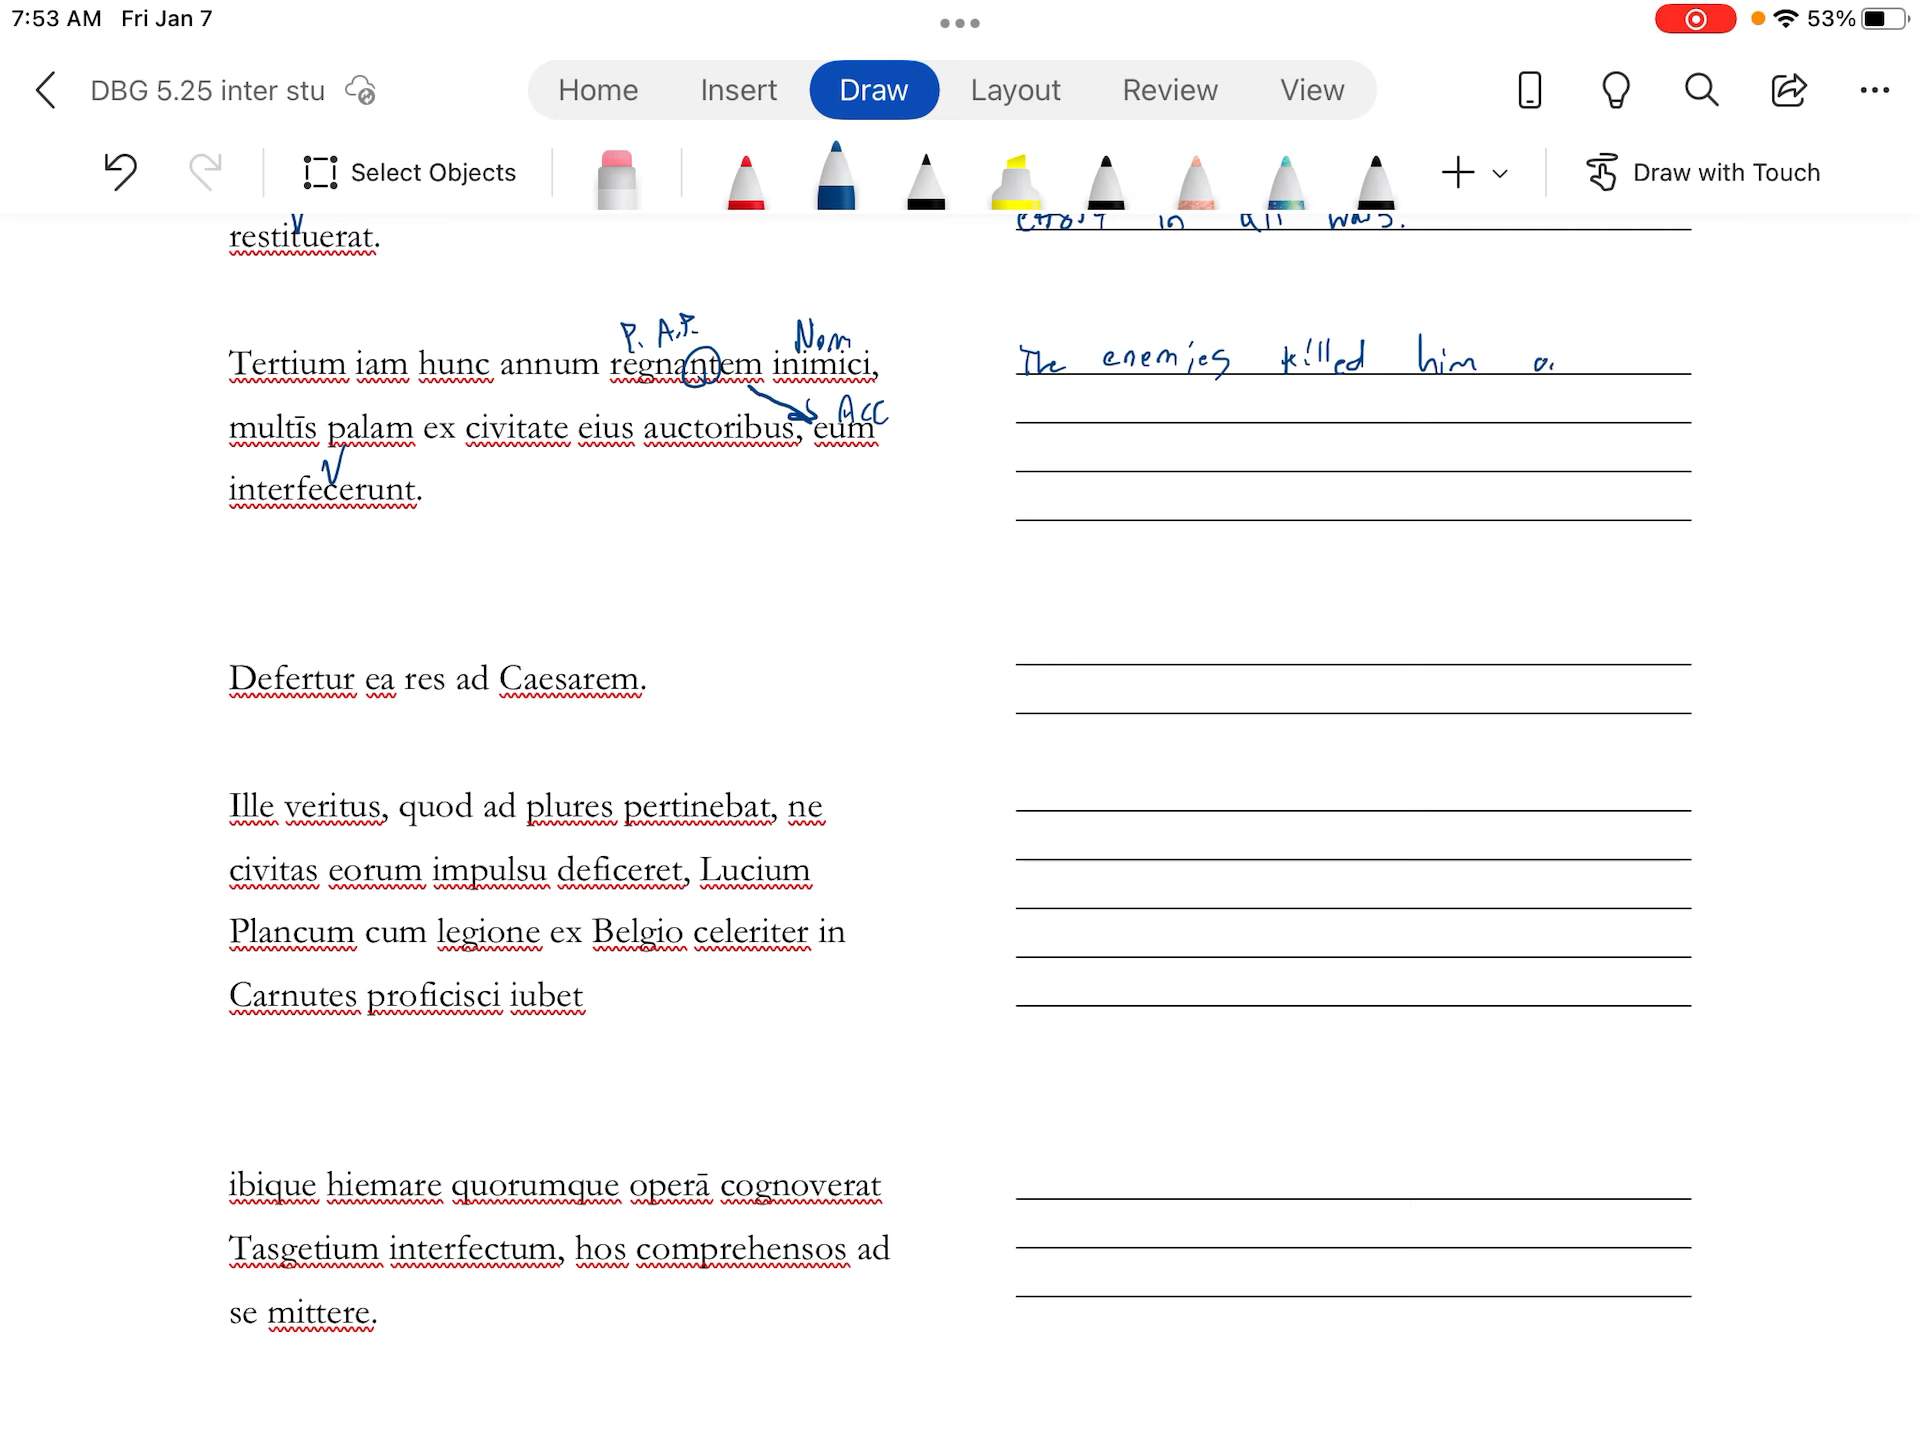 7:53 AM Fri Jan 7
53%
DBG 5.25 inter stu
Home Insert Draw Layout Review View
Select Objects
Draw with Touch
restituerat.
V
effort in all wars.
P. A.P. Nom
Tertium iam hunc annum regnantem inimici,
The enemies killed him
Acc
multīs palam ex civitate eius auctoribus, eum
V
interfecerunt.
Defertur ea res ad Caesarem.
Ille veritus, quod ad plures pertinebat, ne
civitas eorum impulsu deficeret, Lucium
Plancum cum legione ex Belgio celeriter in
Carnutes proficisci iubet
ibique hiemare quorumque operā cognoverat
Tasgetium interfectum, hos comprehensos ad
se mittere.